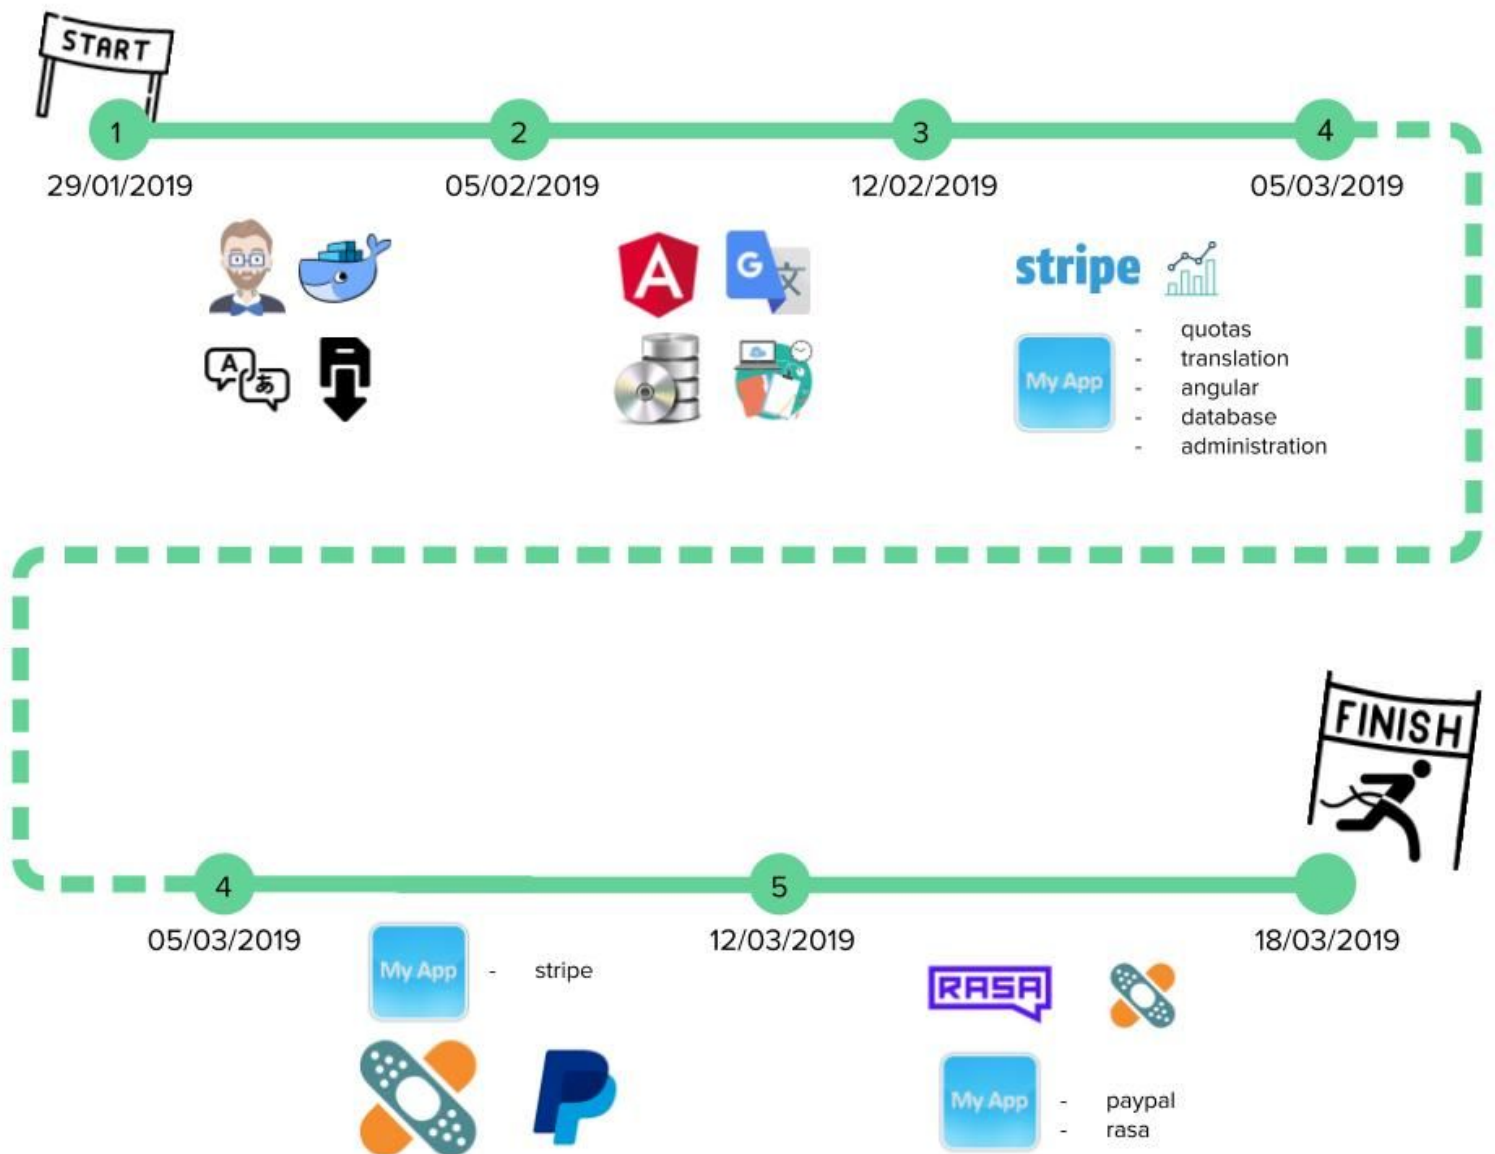 START
1
2
3
4
29/01/2019
05/02/2019
12/02/2019
05/03/2019
A
あ
A
G
文
stripe
My App
- quotas
- translation
- angular
- database
- administration
FINISH
4
5
05/03/2019
12/03/2019
18/03/2019
My App - stripe
RASA
My App
- paypal
- rasa